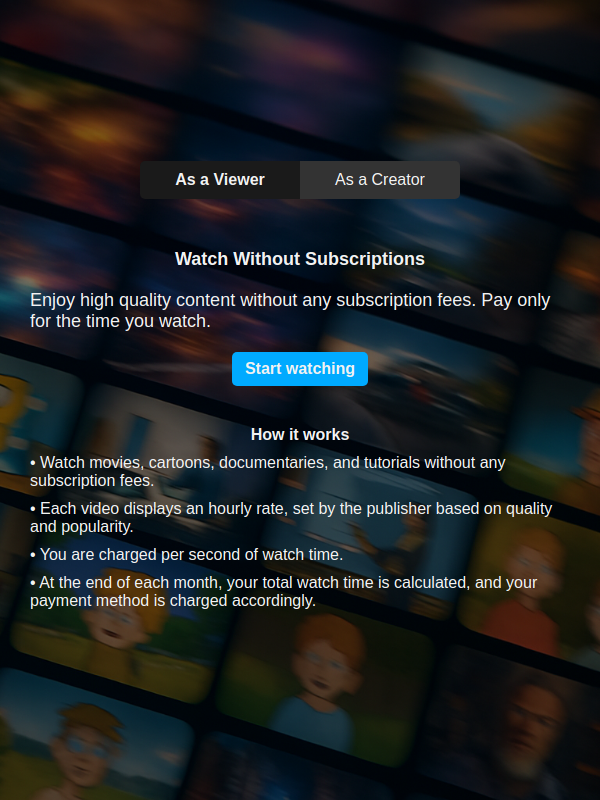 As a Viewer As a Creator
Watch Without Subscriptions
Enjoy high quality content without any subscription fees. Pay only
for the time you watch.
Start watching
How it works
• Watch movies, cartoons, documentaries, and tutorials without any
subscription fees.
• Each video displays an hourly rate, set by the publisher based on quality
and popularity.
• You are charged per second of watch time.
• At the end of each month, your total watch time is calculated, and your
payment method is charged accordingly.